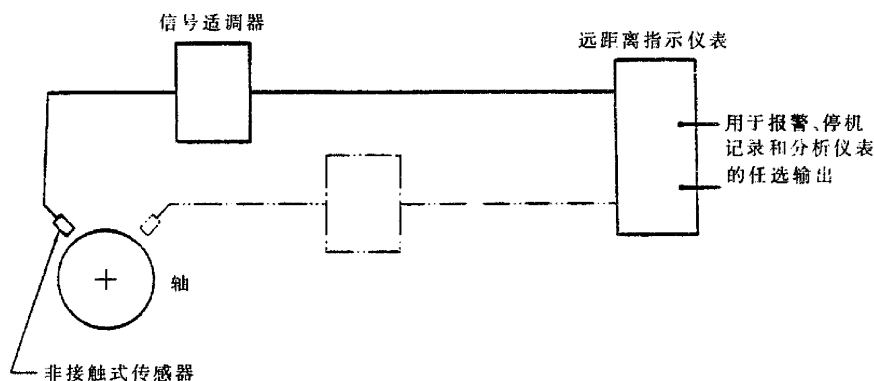 信号适调器
远距离指示仪表
用于报警、停机
记录和分析仪表
的任选输出
轴
非接触式传感器